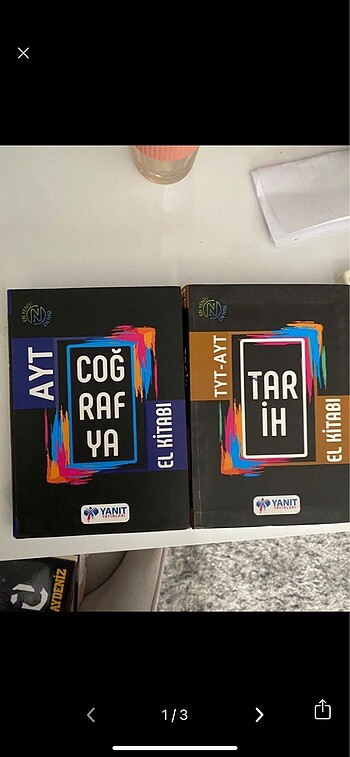 AYT
COĞ
RAF
YA
EL KİTABI
YANIT
YAYINLARI
TYT-AYT
TAR
İH
EL KİTABI
YANIT
YAYINLARI
AYDENİZ
1/3